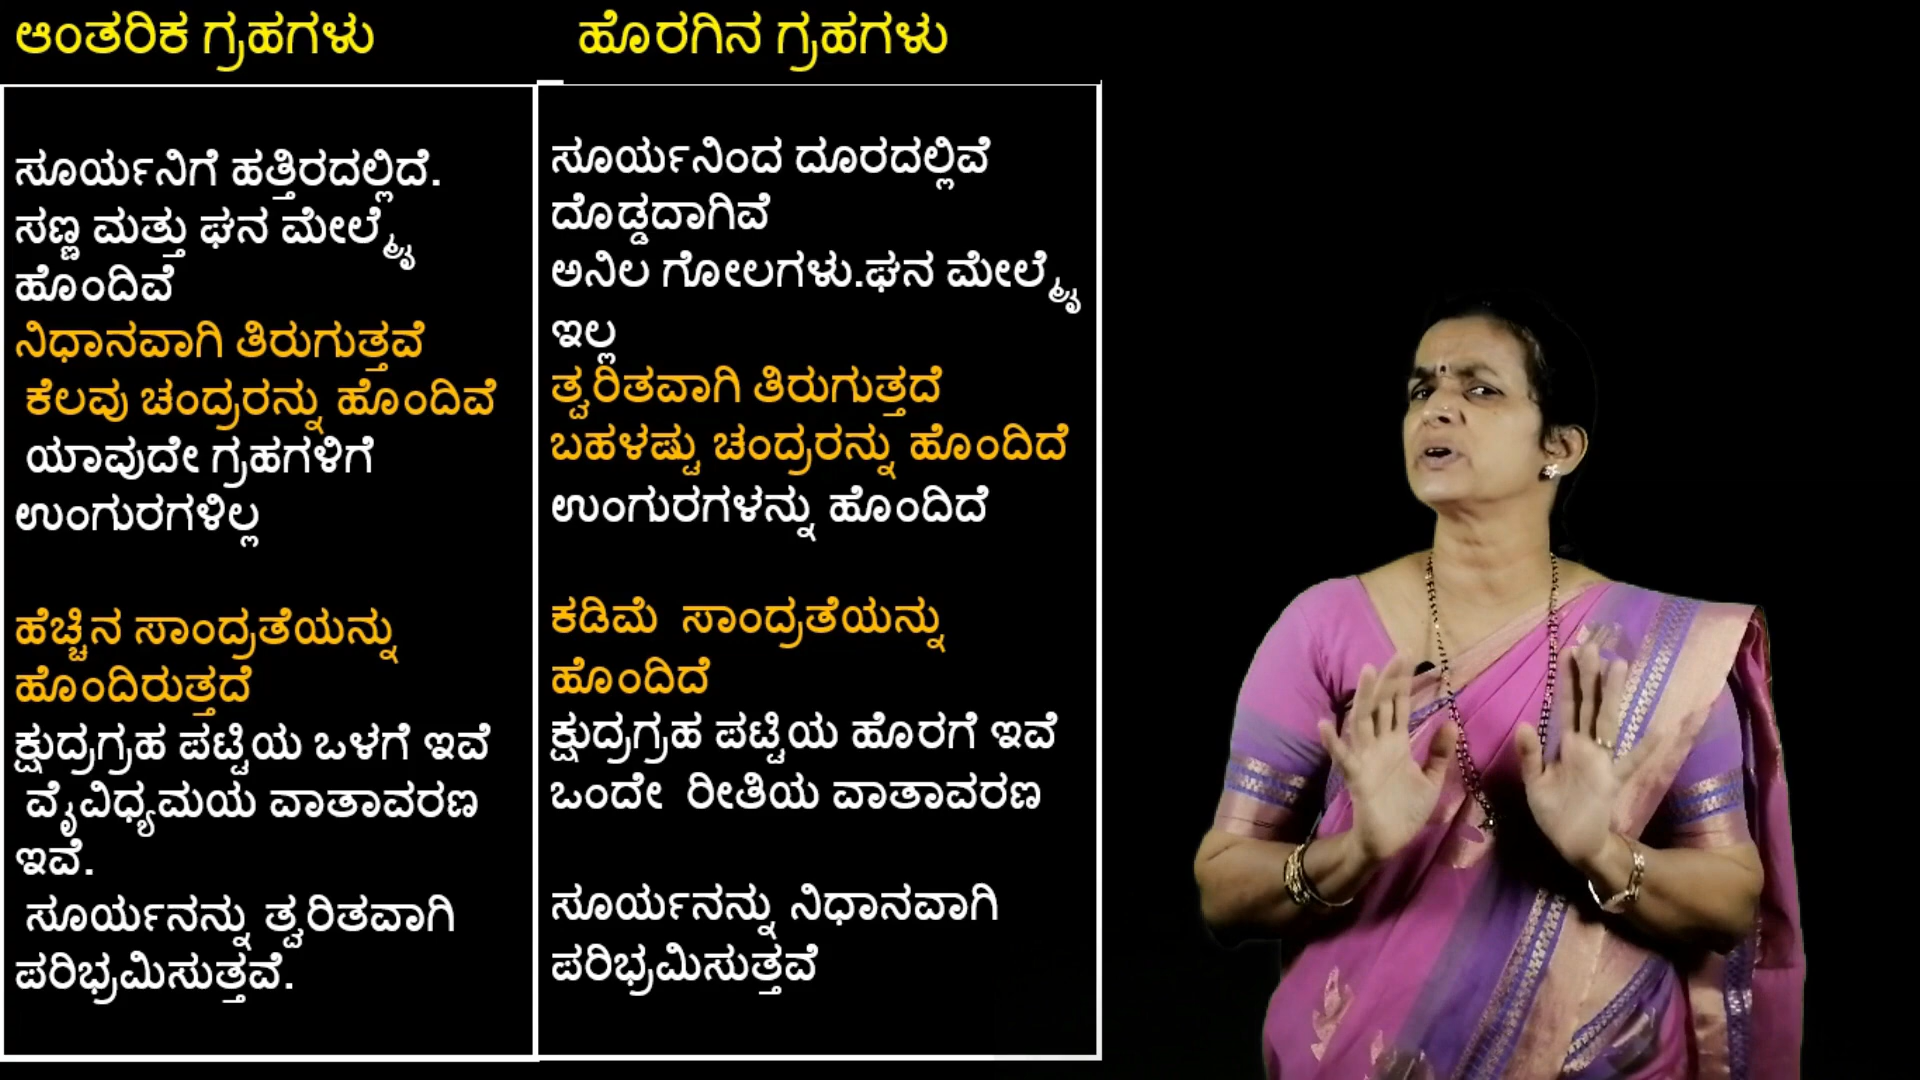 ಆಂತರಿಕ ಗ್ರಹಗಳು
ಸೂರ್ಯನಿಗೆ ಹತ್ತಿರದಲ್ಲಿದೆ.
ಸಣ್ಣ ಮತ್ತು ಘನ ಮೇಲ್ಮೈ
ಹೊಂದಿವೆ
ನಿಧಾನವಾಗಿ ತಿರುಗುತ್ತವೆ
ಕೆಲವು ಚಂದ್ರರನ್ನು ಹೊಂದಿವೆ
ಯಾವುದೇ ಗ್ರಹಗಳಿಗೆ
ಉಂಗುರಗಳಿಲ್ಲ
ಹೆಚ್ಚಿನ ಸಾಂದ್ರತೆಯನ್ನು
ಹೊಂದಿರುತ್ತದೆ
ಕ್ಷುದ್ರಗ್ರಹ ಪಟ್ಟಿಯ ಒಳಗೆ ಇವೆ
ವೈವಿಧ್ಯಮಯ ವಾತಾವರಣ
ಇವೆ.
ಸೂರ್ಯನನ್ನು ತ್ವರಿತವಾಗಿ
ಪರಿಭ್ರಮಿಸುತ್ತವೆ.
ಹೊರಗಿನ ಗ್ರಹಗಳು
ಸೂರ್ಯನಿಂದ ದೂರದಲ್ಲಿವೆ
ದೊಡ್ಡದಾಗಿವೆ
ಅನಿಲ ಗೋಲಗಳು.ಘನ ಮೇಲ್ಮೈ
ಇಲ್ಲ
ತ್ವರಿತವಾಗಿ ತಿರುಗುತ್ತದೆ
ಬಹಳಷ್ಟು ಚಂದ್ರರನ್ನು ಹೊಂದಿದೆ
ಉಂಗುರಗಳನ್ನು ಹೊಂದಿದೆ
ಕಡಿಮೆ ಸಾಂದ್ರತೆಯನ್ನು
ಹೊಂದಿದೆ
ಕ್ಷುದ್ರಗ್ರಹ ಪಟ್ಟಿಯ ಹೊರಗೆ ಇವೆ
ಒಂದೇ ರೀತಿಯ ವಾತಾವರಣ
ಸೂರ್ಯನನ್ನು ನಿಧಾನವಾಗಿ
ಪರಿಭ್ರಮಿಸುತ್ತವೆ